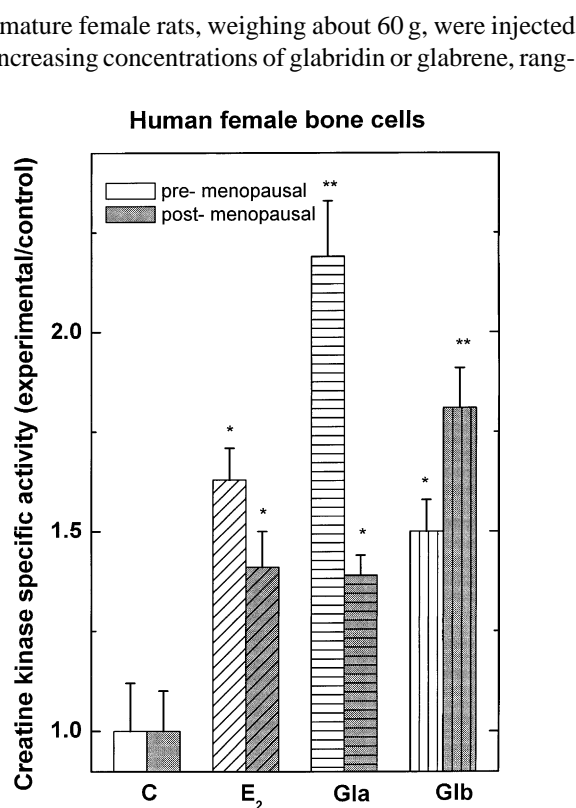 mature female rats, weighing about 60 g, were injected
ncreasing concentrations of glabridin or glabrene, rang-
Human female bone cells
Creatine kinase specific activity (experimental/control)
pre- menopausal
post- menopausal
**
2.0
**
*
*
*
*
1.5
1.0
C E2 Gla Glb